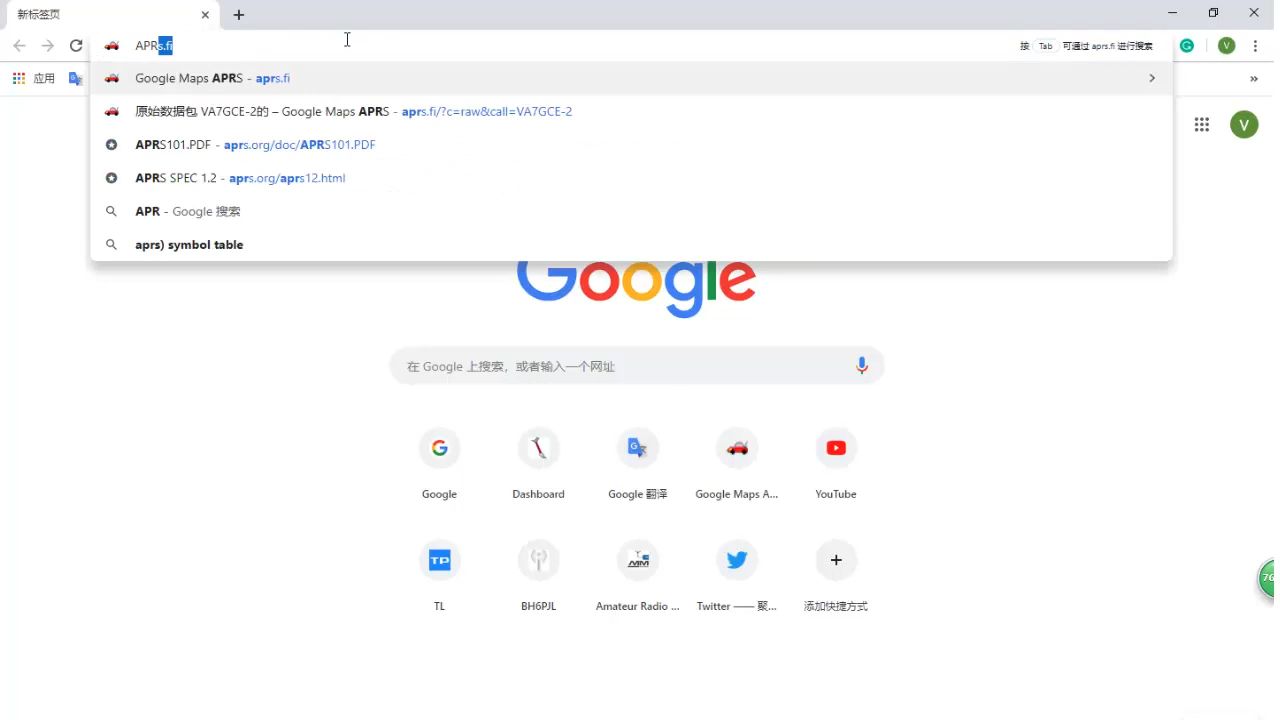 新标签页
APRs.fi
按 Tab 可通过 aprs.fi 进行搜索
G
V
应用
»
Google Maps APRS - aprs.fi
原始数据包 VA7GCE-2的 – Google Maps APRS - aprs.fi/?c=raw&call=VA7GCE-2
APRS101.PDF - aprs.org/doc/APRS101.PDF
APRS SPEC 1.2 - aprs.org/aprs12.html
APR - Google 搜索
aprs) symbol table
V
Google
在 Google 上搜索，或者输入一个网址
Google
Dashboard
Google 翻译
Google Maps A...
YouTube
TP
TL
BH6PJL
Amateur Radio ...
Twitter —— 聚...
添加快捷方式
76